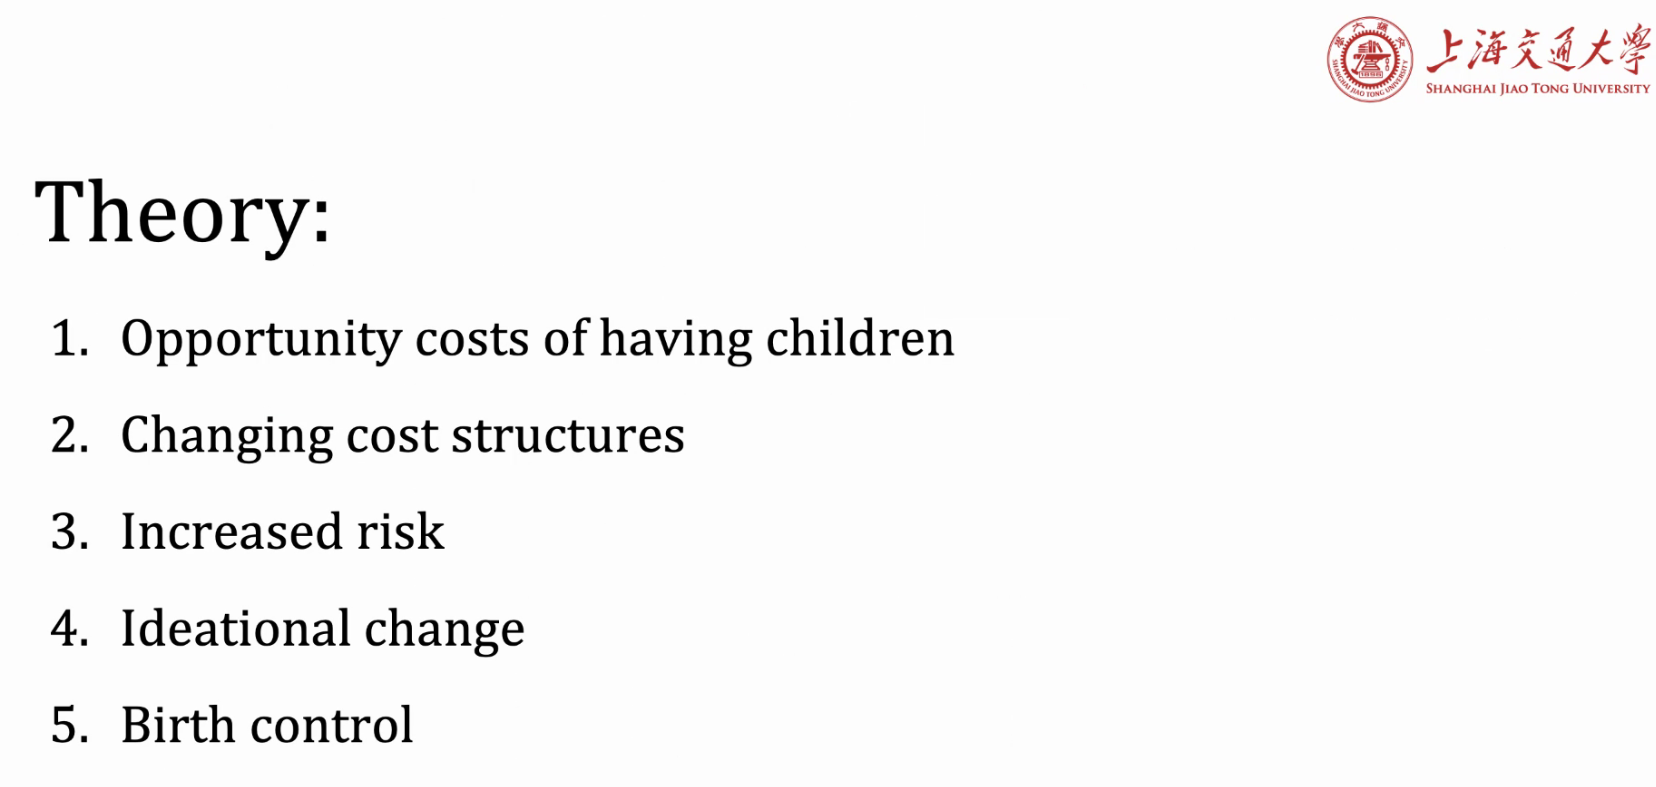 上海交通大學
SHANGHAI JIAO TONG UNIVERSITY
Theory:
1. Opportunity costs of having children
2. Changing cost structures
3. Increased risk
4. Ideational change
5. Birth control